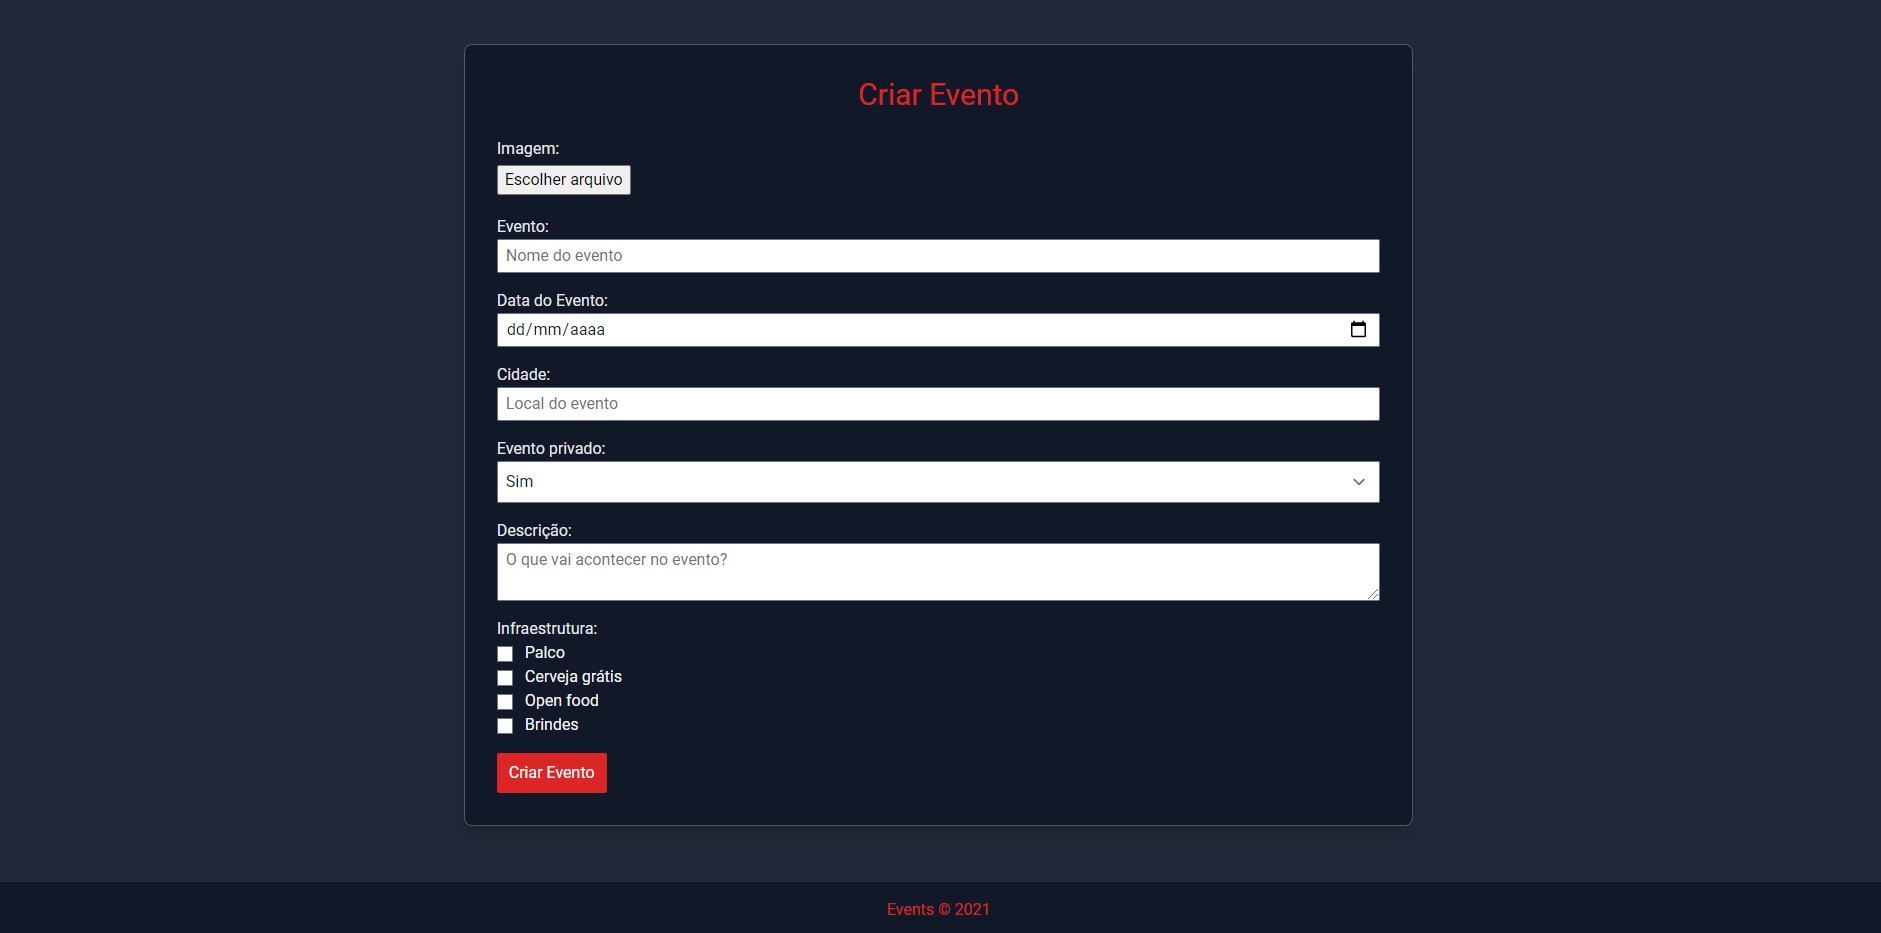 Criar Evento
Imagem:
Escolher arquivo
Evento:
Nome do evento
Data do Evento:
dd/mm/aaaa
Cidade:
Local do evento
Evento privado:
Sim
Descrição:
O que vai acontecer no evento?
Infraestrutura:
Palco
Cerveja grátis
Open food
Brindes
Criar Evento
Events © 2021